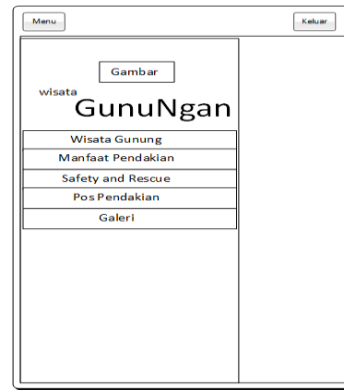 Menu
Keluar
Gambar
wisata
GunuNgan
Wisata Gunung
Manfaat Pendakian
Safety and Rescue
Pos Pendakian
Galeri